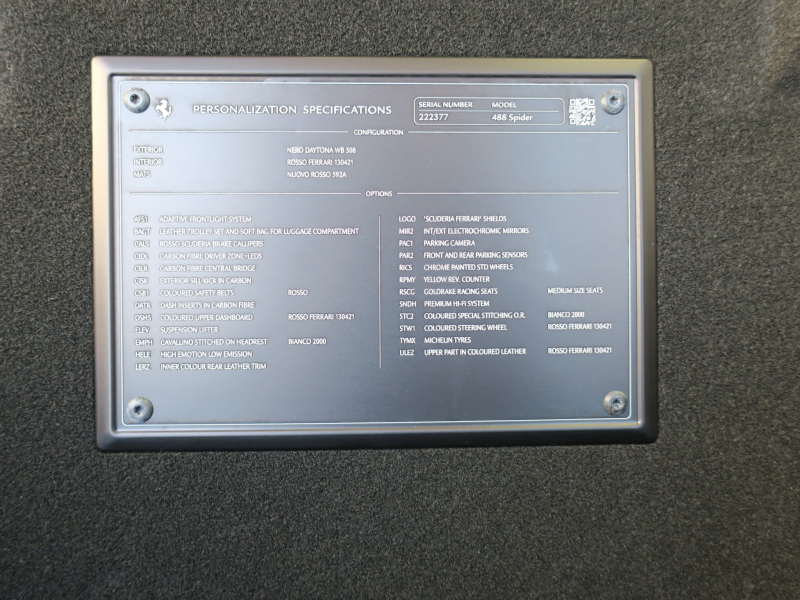 PERSONALIZATION SPECIFICATIONS
SERIAL NUMBER MODEL
222377 488 Spider
CONFIGURATION
EXTERIOR NERO DAYTONA WB 508
INTERIOR ROSSO FERRARI 130421
MATS NUOVO ROSSO 392A
OPTIONS
AFS1 ADAPTIVE FRONTLIGHT SYSTEM
BAGT LEATHER TROLLEY SET AND SOFT BAG FOR LUGGAGE COMPARTMENT
CALS ROSSO SCUDERIA BRAKE CALLIPERS
CIDL CARBON FIBRE DRIVER ZONE+LEDS
CILR CARBON FIBRE CENTRAL BRIDGE
EXTERIOR SILL KICK IN CARBON
CSB1 COLOURED SAFETY BELTS ROSSO
DATR DASH INSERTS IN CARBON FIBRE
DSHS COLOURED UPPER DASHBOARD ROSSO FERRARI 130421
ELEV SUSPENSION LIFTER
EMPH CAVALLINO STITCHED ON HEADREST BIANCO 2000
HELE HIGH EMOTION LOW EMISSION
LERZ INNER COLOUR REAR LEATHER TRIM
LOGO 'SCUDERIA FERRARI' SHIELDS
MIR2 INT/EXT ELECTROCHROMIC MIRRORS
PAC1 PARKING CAMERA
PAR2 FRONT AND REAR PARKING SENSORS
RICS CHROME PAINTED STD WHEELS
RPMY YELLOW REV. COUNTER
RSCG GOLDRAKE RACING SEATS MEDIUM SIZE SEATS
SNDH PREMIUM HI-FI SYSTEM
STC2 COLOURED SPECIAL STITCHING O.R. BIANCO 2000
STW1 COLOURED STEERING WHEEL ROSSO FERRARI 130421
TYMX MICHELIN TYRES
ULEZ UPPER PART IN COLOURED LEATHER ROSSO FERRARI 130421